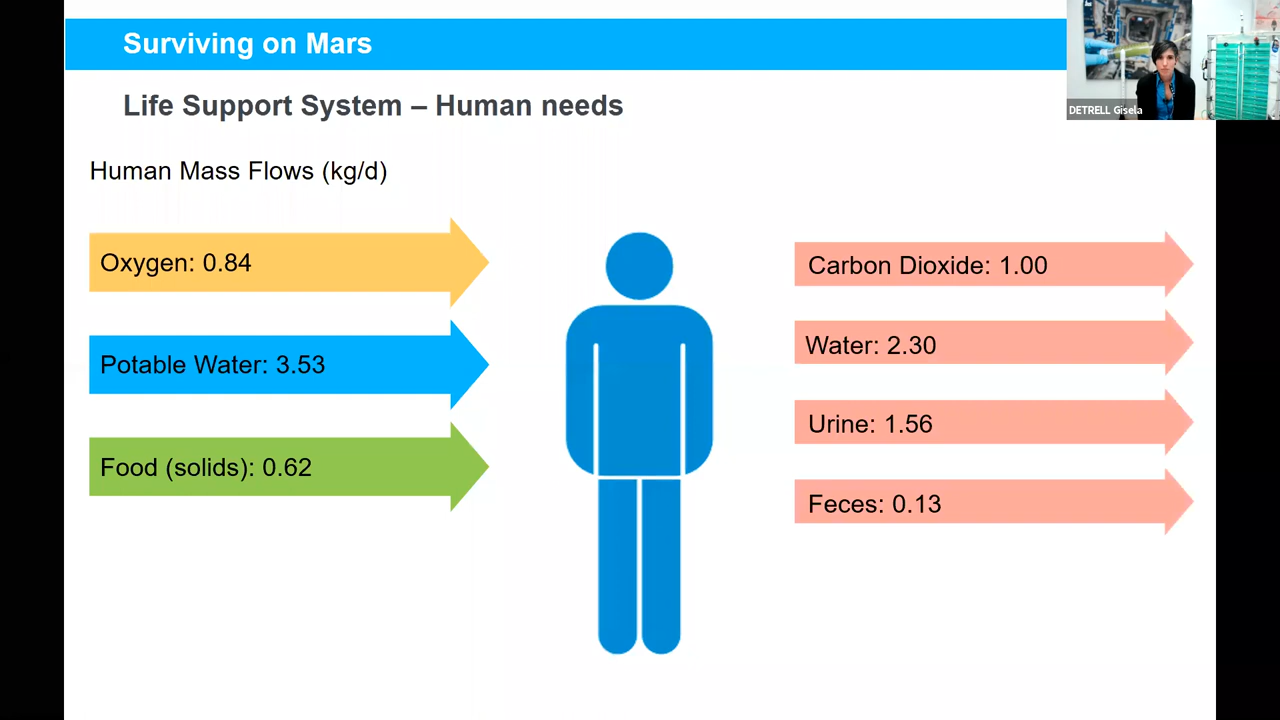 Surviving on Mars
DETRELL Gisela
Life Support System – Human needs
Human Mass Flows (kg/d)
Oxygen: 0.84
Potable Water: 3.53
Food (solids): 0.62
Carbon Dioxide: 1.00
Water: 2.30
Urine: 1.56
Feces: 0.13